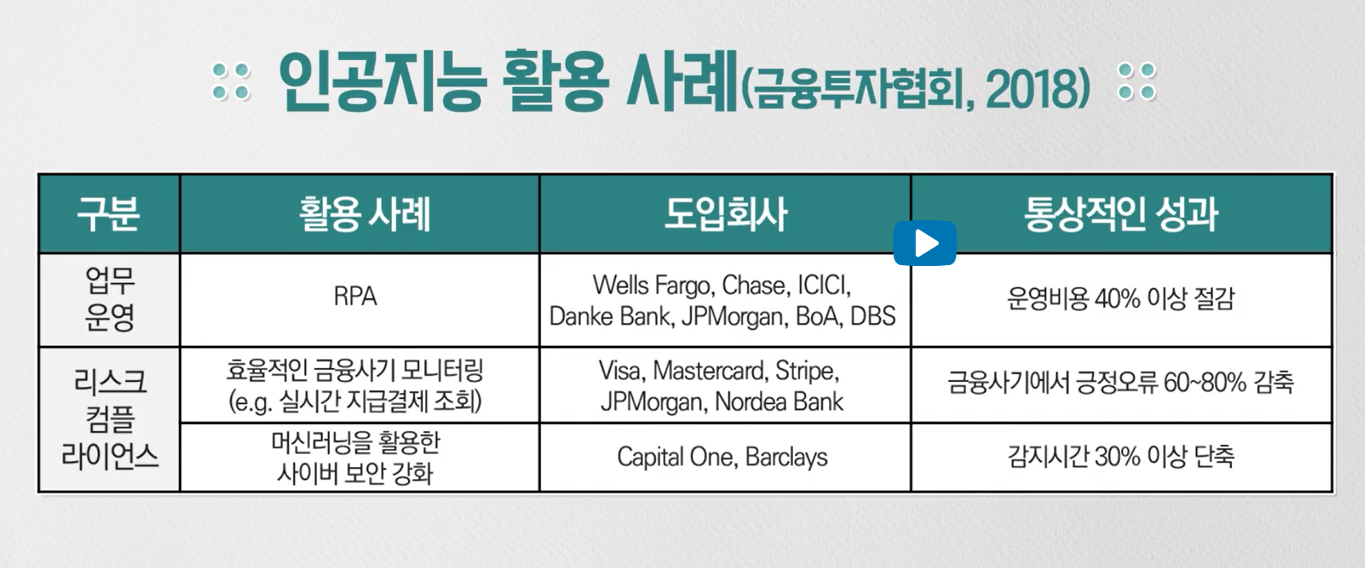 인공지능 활용 사례(금융투자협회, 2018)
구분
활용 사례
도입회사
통상적인 성과
업무
운영
RPA
Wells Fargo, Chase, ICICI,
Danke Bank, JPMorgan, BoA, DBS
운영비용 40% 이상 절감
리스크
컴플
라이언스
효율적인 금융사기 모니터링
(e.g. 실시간 지급결제 조회)
Visa, Mastercard, Stripe,
JPMorgan, Nordea Bank
금융사기에서 긍정오류 60~80% 감축
머신러닝을 활용한
사이버 보안 강화
Capital One, Barclays
감지시간 30% 이상 단축